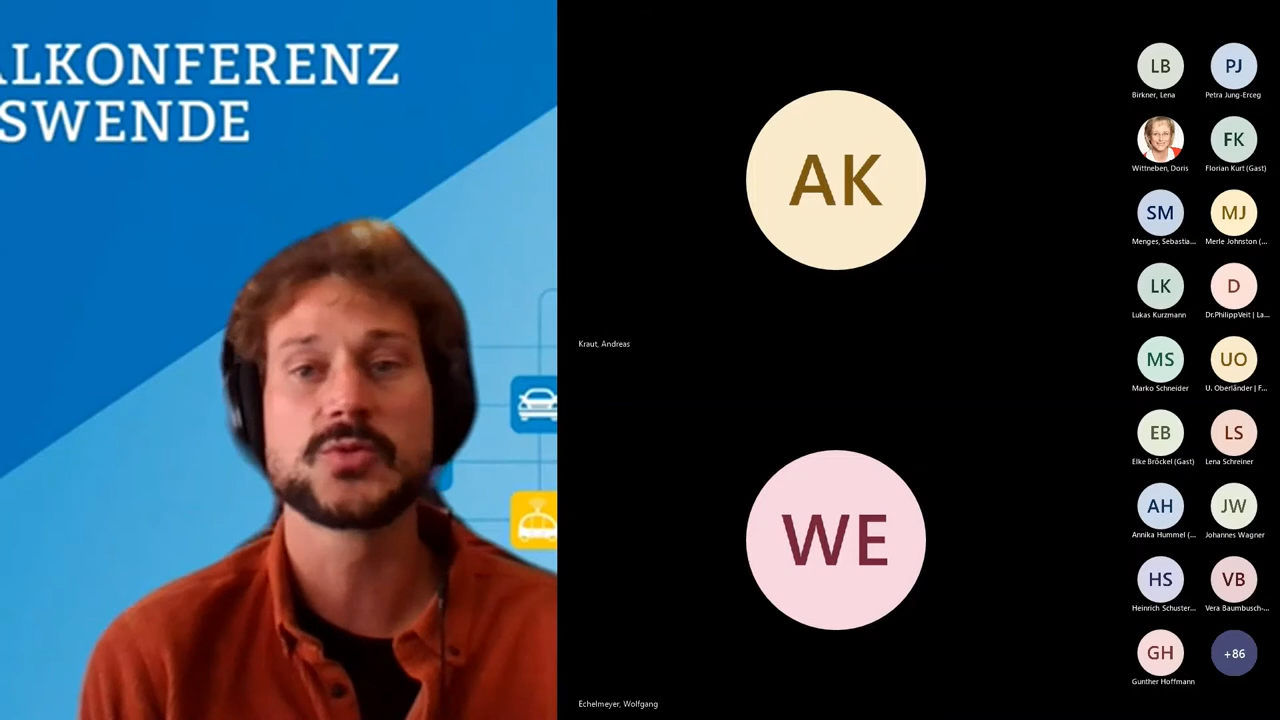 ALKONFERENZ
SWENDE
AK
Kraut, Andreas
WE
Echelmeyer, Wolfgang
LB
Birkner, Lena
PJ
Petra Jung-Erceg
Wittneben, Doris
FK
Florian Kurt (Gast)
SM
Menges, Sebastia...
MJ
Merle Johnston (...
LK
Lukas Kurzmann
D
Dr.PhilippVeit | La...
MS
Marko Schneider
UO
U. Oberländer | F...
EB
Elke Bröckel (Gast)
LS
Lena Schreiner
AH
Annika Hummel (...
JW
Johannes Wagner
HS
Heinrich Schuster...
VB
Vera Baumbusch-...
GH
Gunther Hoffmann
+86